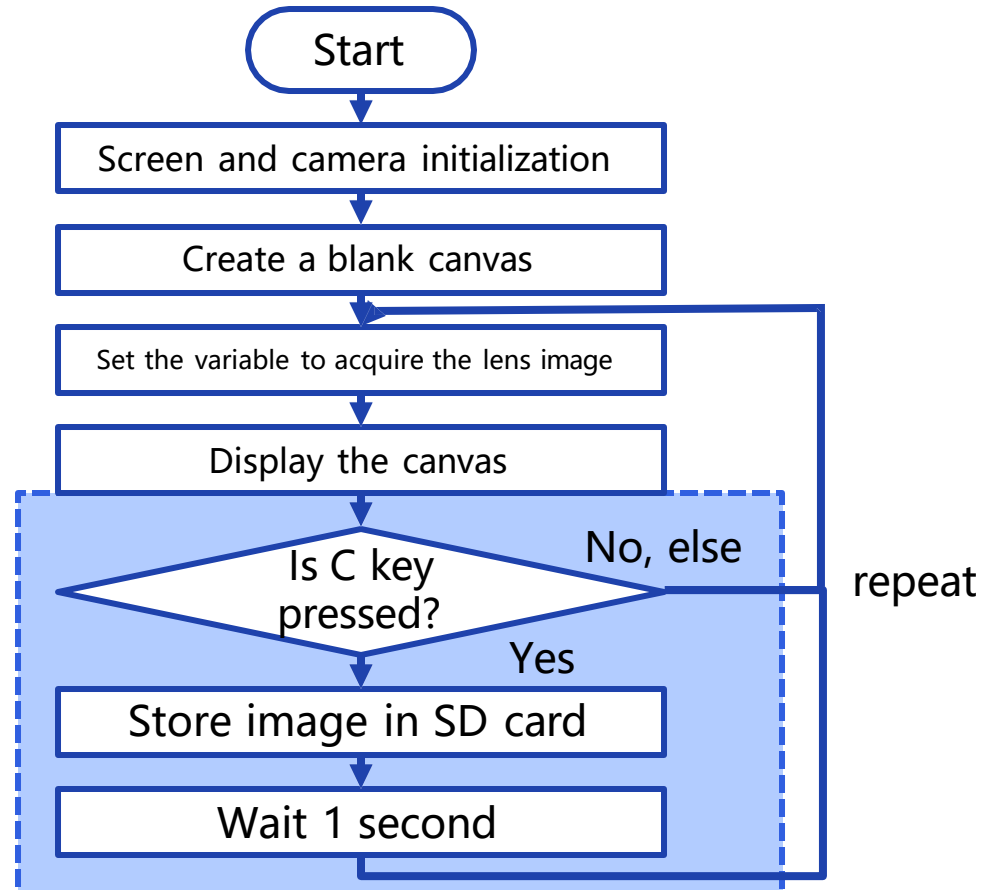 Start
Screen and camera initialization
Create a blank canvas
Set the variable to acquire the lens image
Display the canvas
Is C key
pressed?
No, else
repeat
Yes
Store image in SD card
Wait 1 second